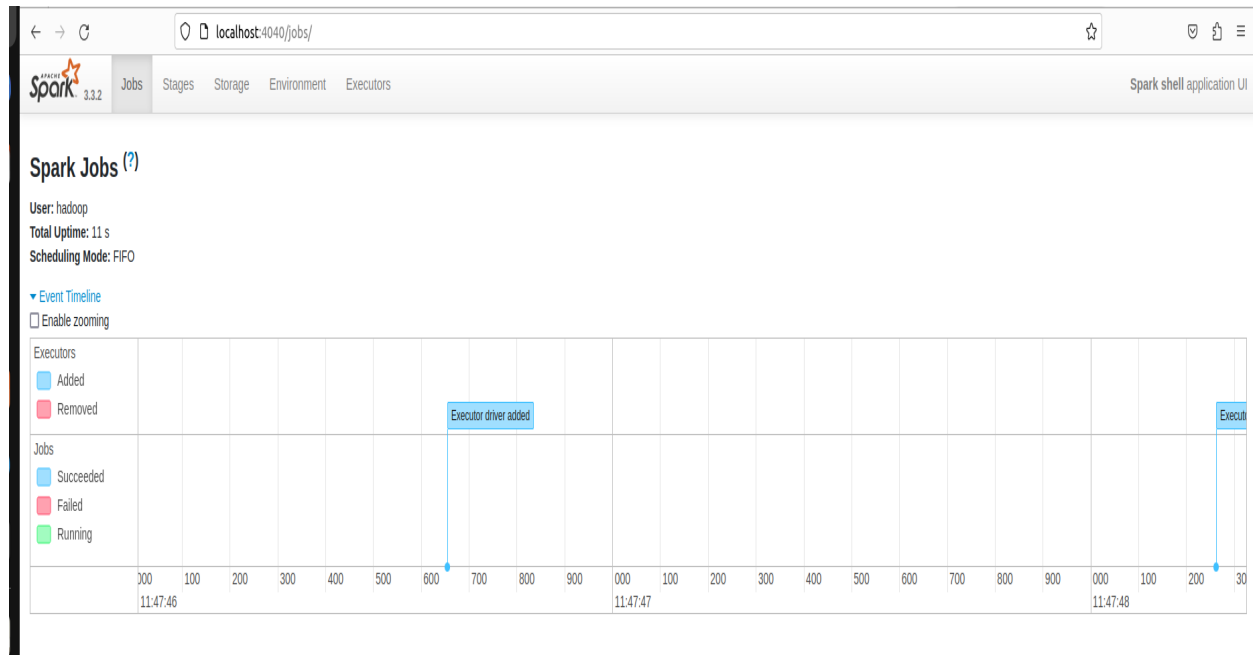 localhost:4040/jobs/
APACHE
Spark 3.3.2 Jobs Stages Storage Environment Executors Spark shell application UI
Spark Jobs (?)
User: hadoop
Total Uptime: 11 s
Scheduling Mode: FIFO
Event Timeline
Enable zooming
Executors
Added
Removed
Executor driver added
Jobs
Succeeded
Failed
Running
000 100 200 300 400 500 600 700 800 900 000 100 200 300 400 500 600 700 800 900 000 100 200
11:47:46 11:47:47 11:47:48